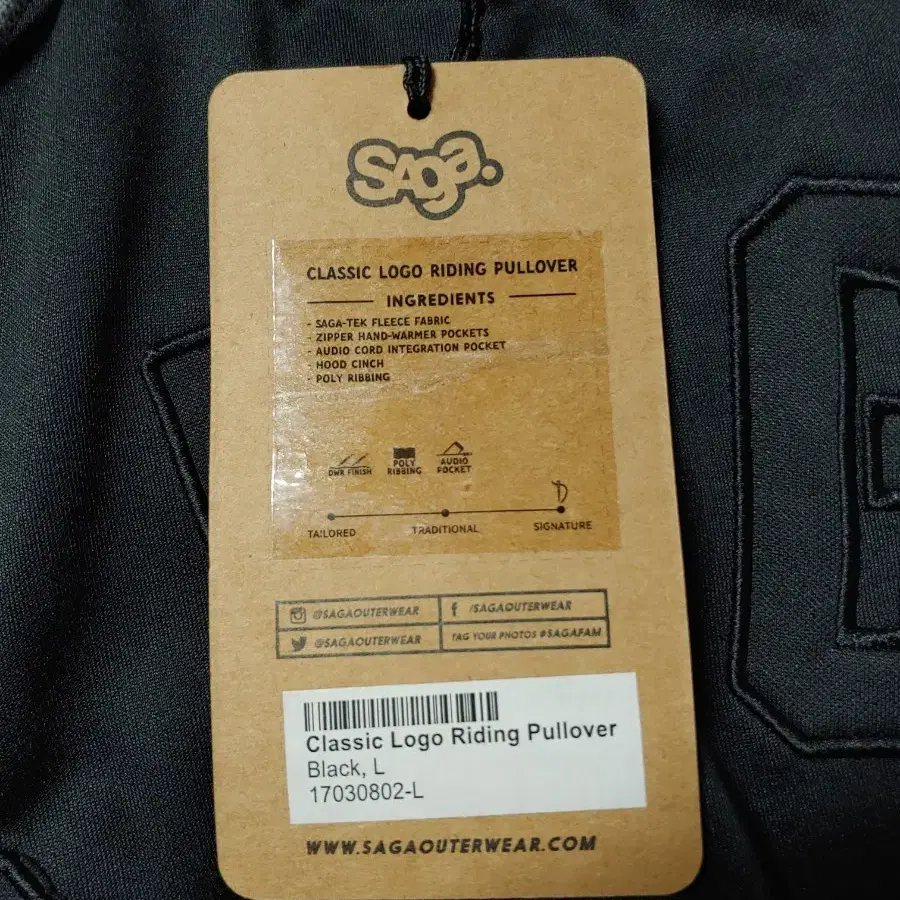 SAga.
CLASSIC LOGO RIDING PULLOVER
INGREDIENTS
- SAGA-TEK FLEECE FABRIC
- ZIPPER HAND-WARMER POCKETS
- AUDIO CORD INTEGRATION POCKET
- HOOD CINCH
- POLY RIBBING
DWR FINISH
POLY RIBBING
AUDIO POCKET
TAILORED
TRADITIONAL
SIGNATURE
@SAGAOUTERWEAR
f /SAGAOUTERWEAR
@SAGAOUTERWEAR
TAG YOUR PHOTOS #SAGAFAM
Classic Logo Riding Pullover
Black, L
17030802-L
WWW.SAGAOUTERWEAR.COM